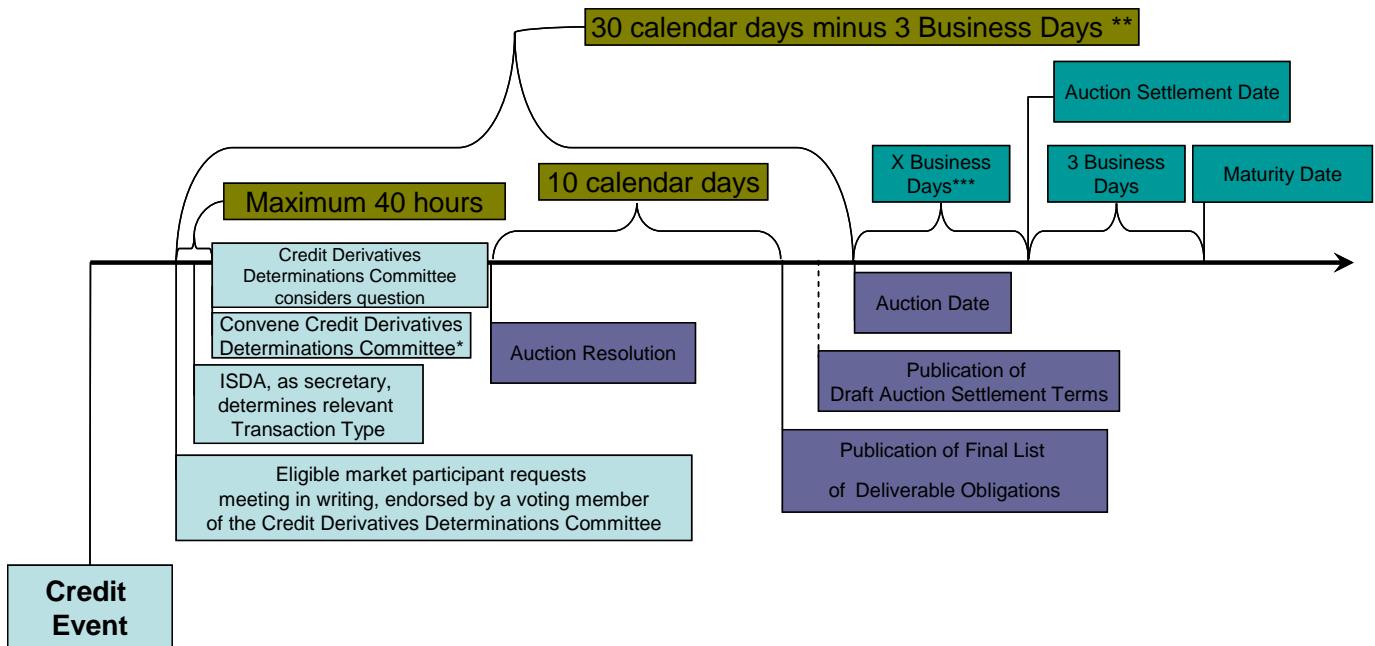 30 calendar days minus 3 Business Days **
Auction Settlement Date
X Business
Days***
3 Business
Days
Maturity Date
10 calendar days
Maximum 40 hours
Credit Derivatives
Determinations Committee
considers question
Convene Credit Derivatives
Determinations Committee*
ISDA, as secretary,
determines relevant
Transaction Type
Eligible market participant requests
meeting in writing, endorsed by a voting member
of the Credit Derivatives Determinations Committee
Credit
Event
Auction Resolution
Auction Date
Publication of
Draft Auction Settlement Terms
Publication of Final List
of Deliverable Obligations